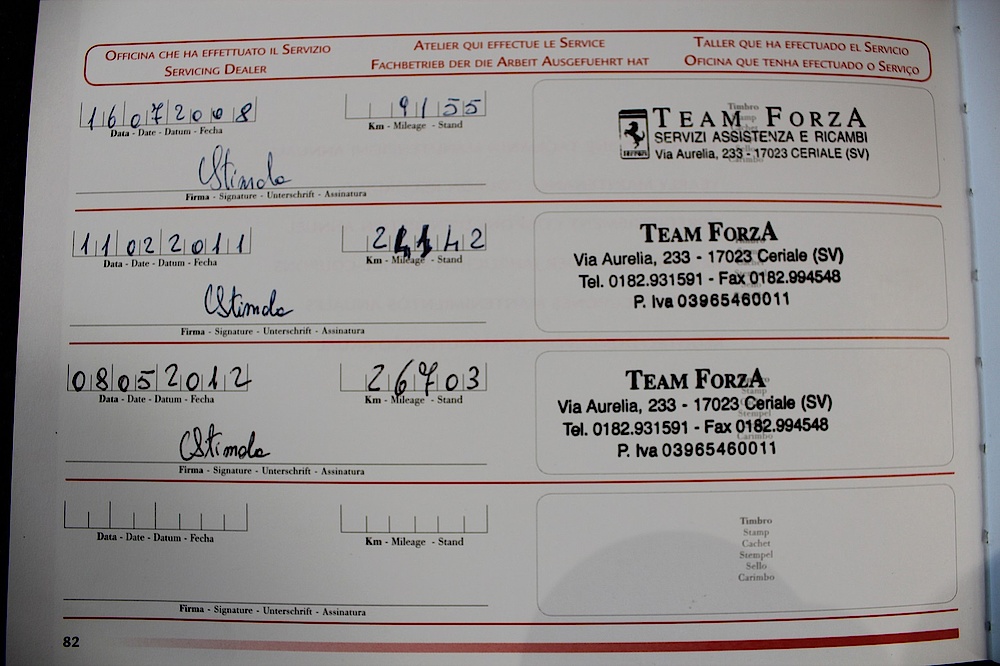 OFFICINA CHE HA EFFETTUATO IL SERVIZIO
SERVICING DEALER
ATELIER QUI EFFECTUE LE SERVICE
FACHBETRIEB DER DIE ARBEIT AUSGEFUEHRT HAT
TALLER QUE HA EFECTUADO EL SERVICIO
OFICINA QUE TENHA EFECTUADO O SERVIÇO
16072008
Data - Date - Datum - Fecha
9155
Km - Mileage - Stand
Firma - Signature - Unterschrift - Assinatura
Timbro
TEAM FORZA
SERVIZI ASSISTENZA E RICAMBI
Via Aurelia, 233 - 17023 CERIALE (SV)
11022011
Data - Date - Datum - Fecha
Km - Mileage - Stand
Firma - Signature - Unterschrift - Assinatura
TEAM FORZA
Via Aurelia, 233 - 17023 Ceriale (SV)
Tel. 0182.931591 - Fax 0182.994548
P. Iva 03965460011
08052012
Data - Date - Datum - Fecha
26703
Km - Mileage - Stand
Firma - Signature - Unterschrift - Assinatura
TEAM FORZA
Via Aurelia, 233 - 17023 Ceriale (SV)
Tel. 0182.931591 - Fax 0182.994548
P. Iva 03965460011
Data - Date - Datum - Fecha
Km - Mileage - Stand
Firma - Signature - Unterschrift - Assinatura
Timbro
Stamp
Cachet
Stempel
Sello
Carimbo
82